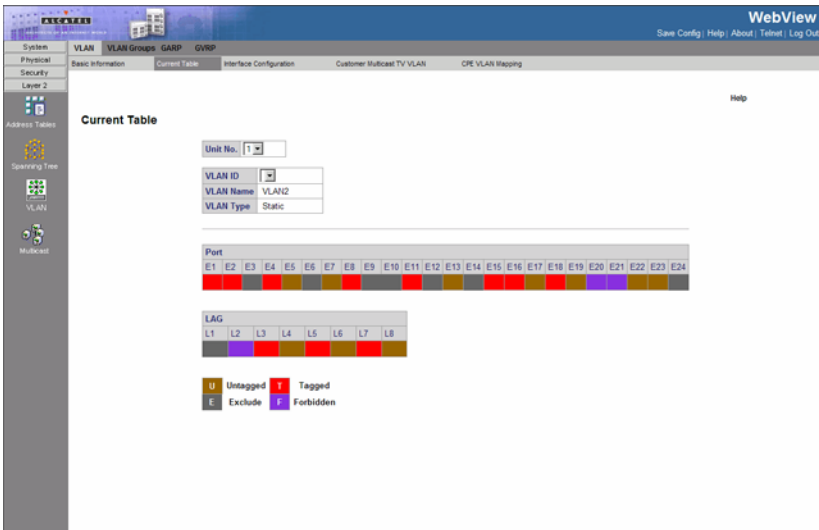 ALCATEL
WebView
Save Config | Help | About | Telnet | Log Out
System
Physical
Security
Layer 2
Address Tables
Spanning Tree
VLAN
Multicast
VLAN VLAN Groups GARP GVRP
Basic Information Current Table Interface Configuration Customer Multicast TV VLAN CPE VLAN Mapping
Help
Current Table
Unit No. 1
VLAN ID
VLAN Name VLAN2
VLAN Type Static
Port
E1 E2 E3 E4 E5 E6 E7 E8 E9 E10 E11 E12 E13 E14 E15 E16 E17 E18 E19 E20 E21 E22 E23 E24
LAG
L1 L2 L3 L4 L5 L6 L7 L8
U Untagged T Tagged
E Exclude F Forbidden